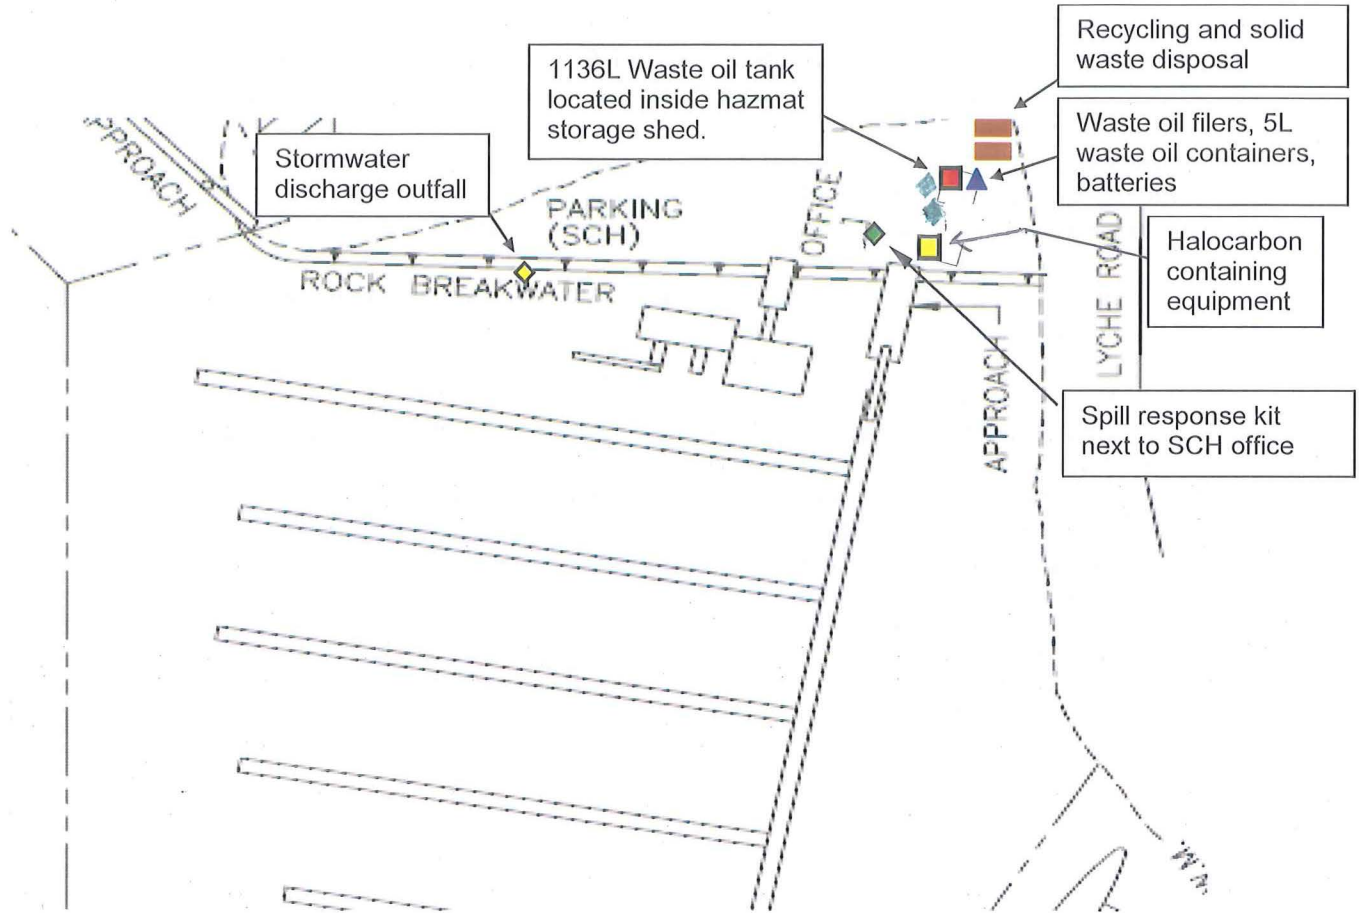 Recycling and solid
waste disposal
1136L Waste oil tank
located inside hazmat
storage shed.
Waste oil filers, 5L
waste oil containers,
batteries
Stormwater
discharge outfall
APPROACH
PARKING
(SCH)
OFFICE
LYCHE ROAD
Halocarbon
containing
equipment
ROCK BREAKWATER
APPROACH
Spill response kit
next to SCH office
W.M.